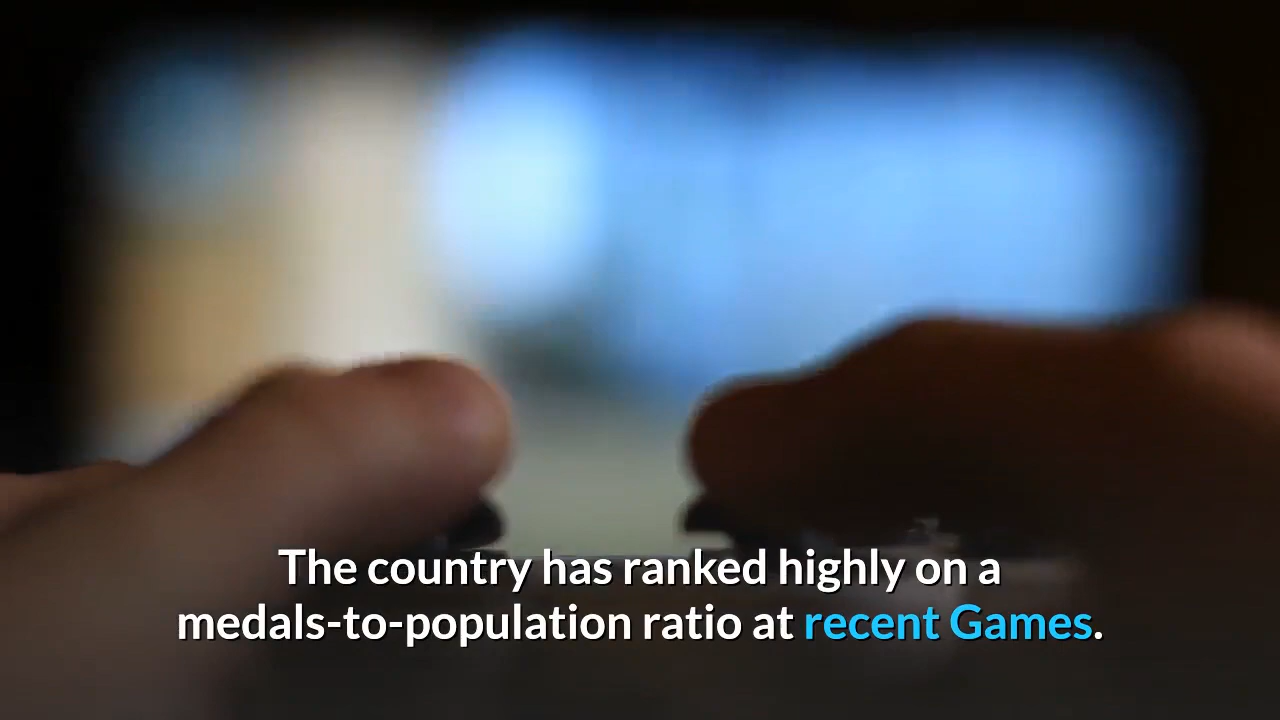 The country has ranked highly on a
medals-to-population ratio at recent Games.